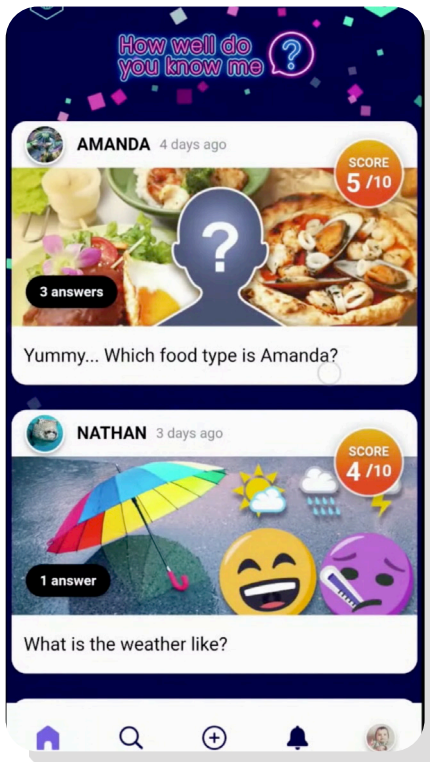 How well do
you know me ?
AMANDA 4 days ago
SCORE
5 /10
?
3 answers
Yummy... Which food type is Amanda?
NATHAN 3 days ago
SCORE
4 /10
1 answer
What is the weather like?